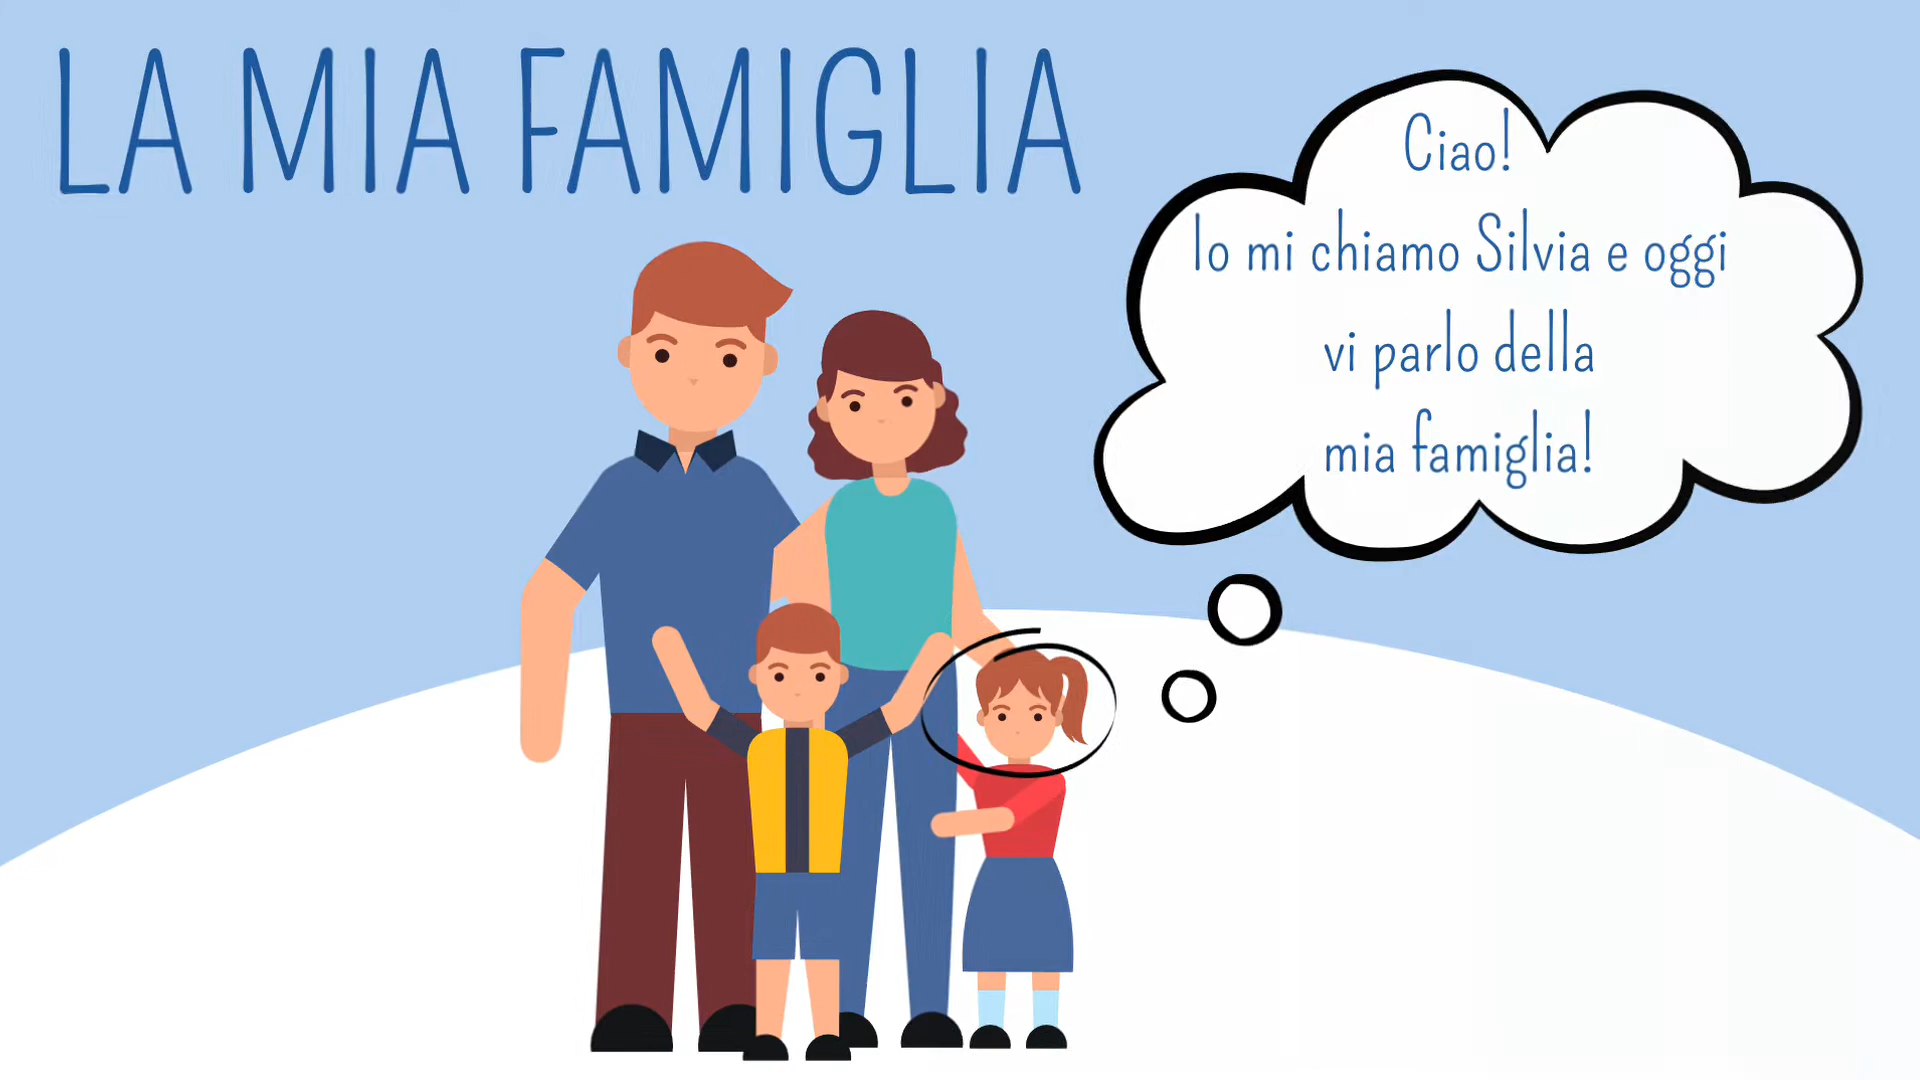 LA MIA FAMIGLIA
Ciao!
Io mi chiamo Silvia e oggi
vi parlo della
mia famiglia!